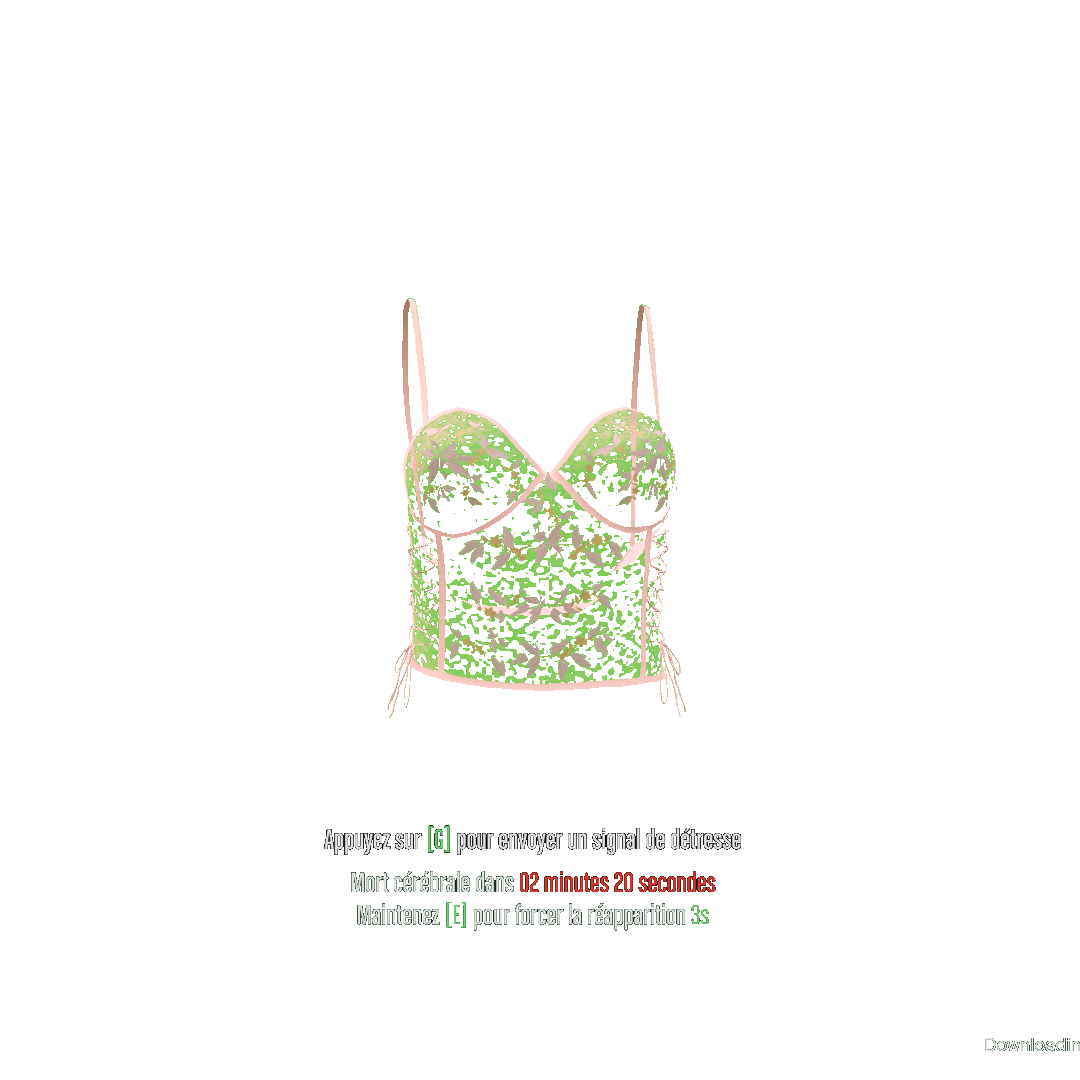 Appuyez sur [G] pour envoyer un signal de détresse
Mort cérébrale dans 02 minutes 20 secondes
Maintenez [E] pour forcer la réapparition 3s
Downloadin